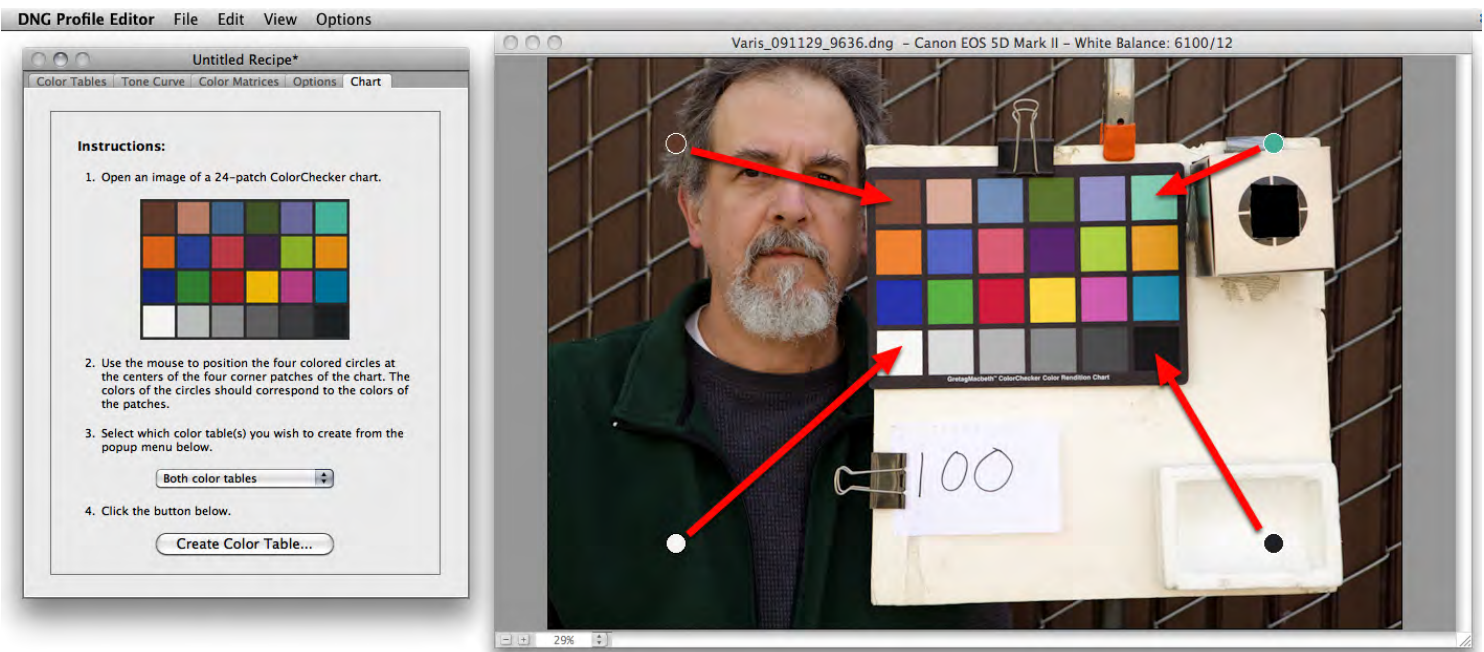 DNG Profile Editor File Edit View Options
Untitled Recipe*
Color Tables Tone Curve Color Matrices Options Chart
Instructions:
1. Open an image of a 24-patch ColorChecker chart.
2. Use the mouse to position the four colored circles at
the centers of the four corner patches of the chart. The
colors of the circles should correspond to the colors of
the patches.
3. Select which color table(s) you wish to create from the
popup menu below.
Both color tables
4. Click the button below.
Create Color Table...
Varis_091129_9636.dng – Canon EOS 5D Mark II – White Balance: 6100/12
GretagMacbeth™ ColorChecker Color Rendition Chart
100
29%